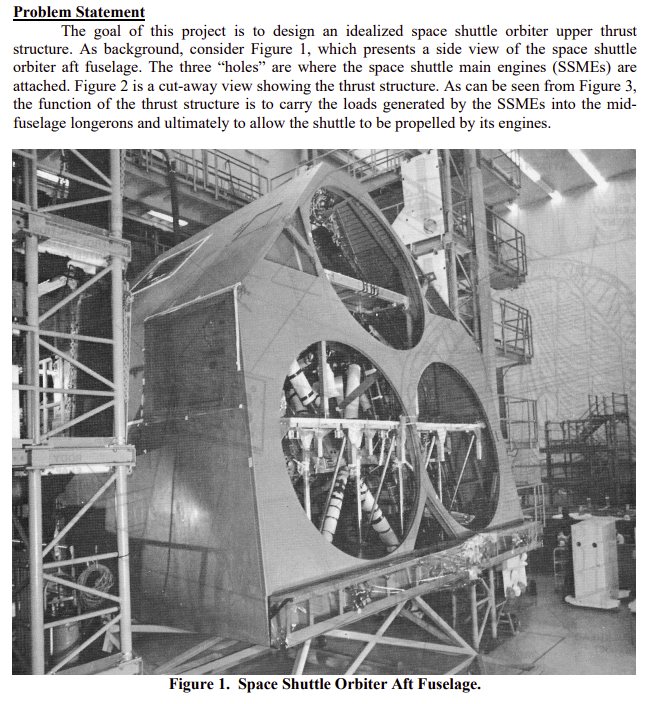 Problem Statement
The goal of this project is to design an idealized space shuttle orbiter upper thrust
structure. As background, consider Figure 1, which presents a side view of the space shuttle
orbiter aft fuselage. The three “holes” are where the space shuttle main engines (SSMEs) are
attached. Figure 2 is a cut-away view showing the thrust structure. As can be seen from Figure 3,
the function of the thrust structure is to carry the loads generated by the SSMEs into the mid-
fuselage longerons and ultimately to allow the shuttle to be propelled by its engines.
Figure 1. Space Shuttle Orbiter Aft Fuselage.